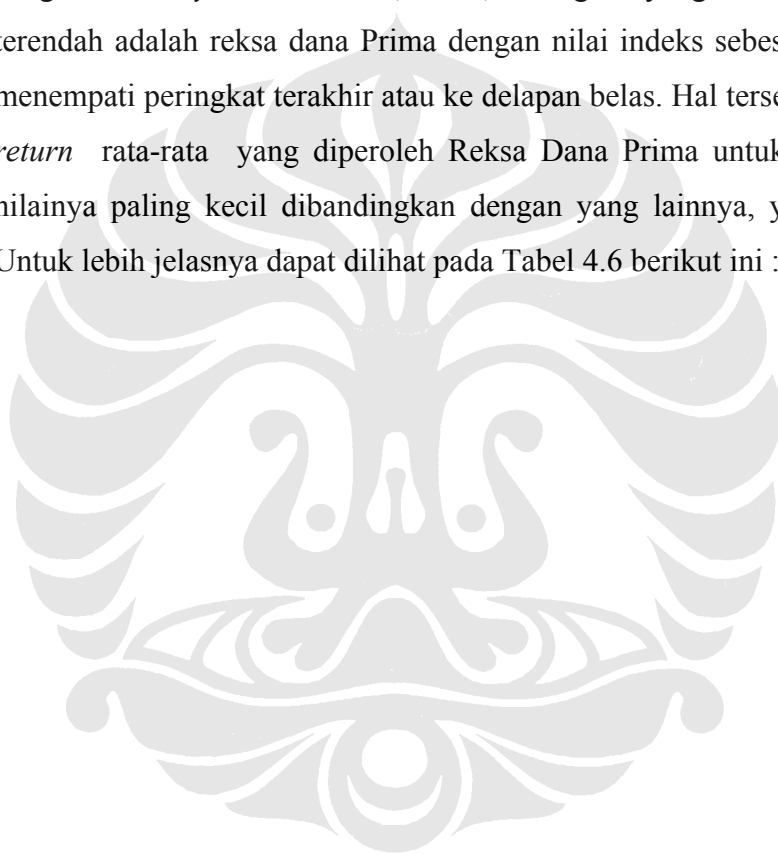 terendah adalah reksa dana Prima dengan nilai indeks
menempati peringkat terakhir atau ke delapan belas. Hal
return rata-rata yang diperoleh Reksa Dana Prima untuk
nilainya paling kecil dibandingkan dengan yang lainnya,
Untuk lebih jelasnya dapat dilihat pada Tabel 4.6 berikut ini :